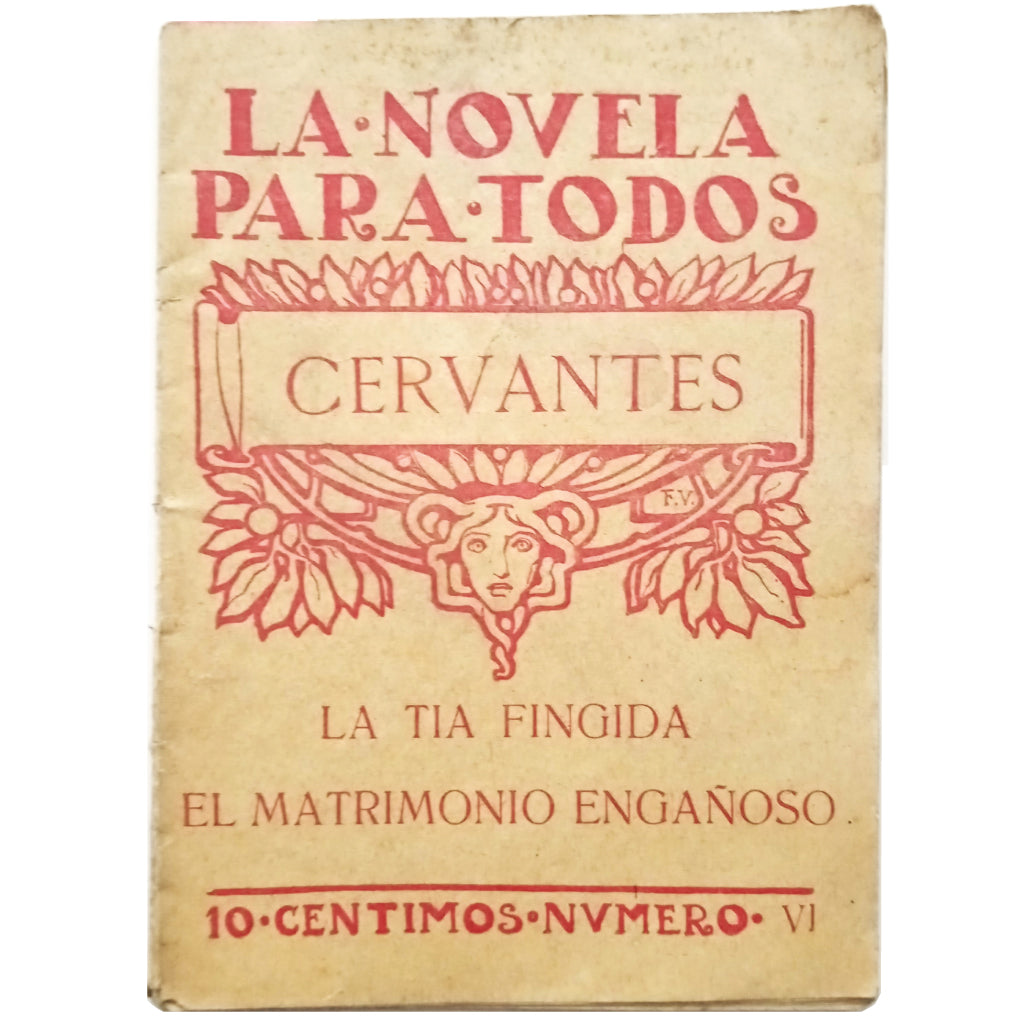 LA·NOVELA
PARA·TODOS
CERVANTES
F.V.
LA TIA FINGIDA
EL MATRIMONIO ENGAÑOSO
10·CENTIMOS·NVMERO· VI